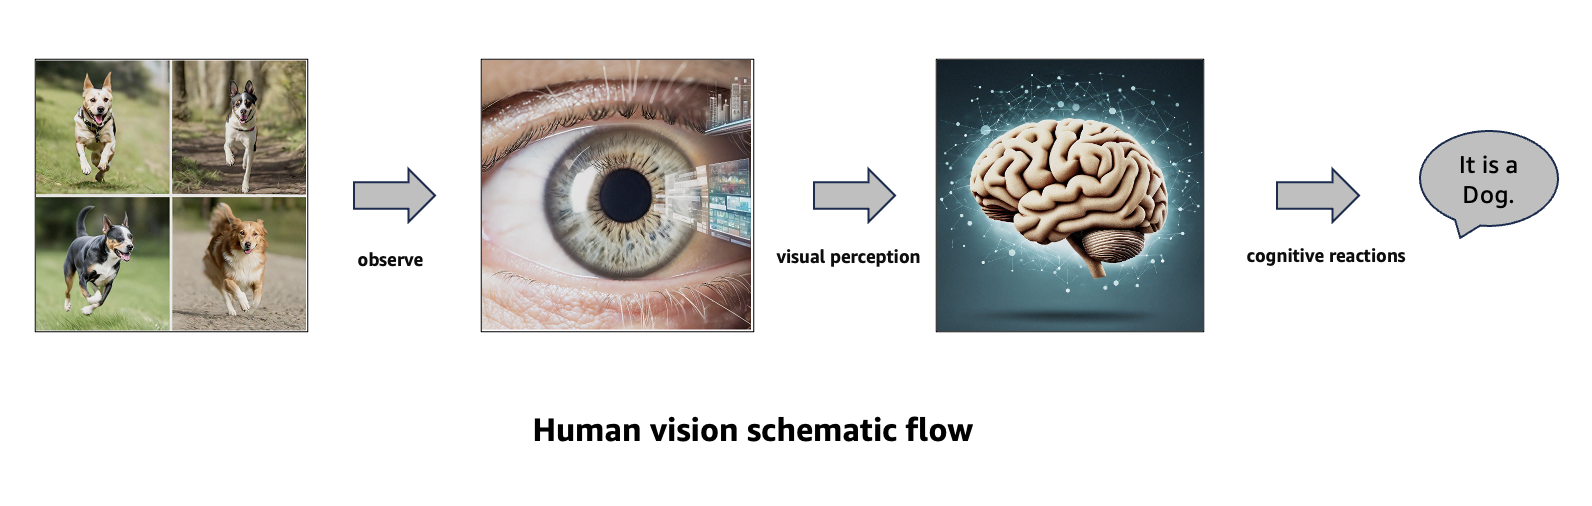 It is a
Dog.
observe
visual perception
cognitive reactions
Human vision schematic flow